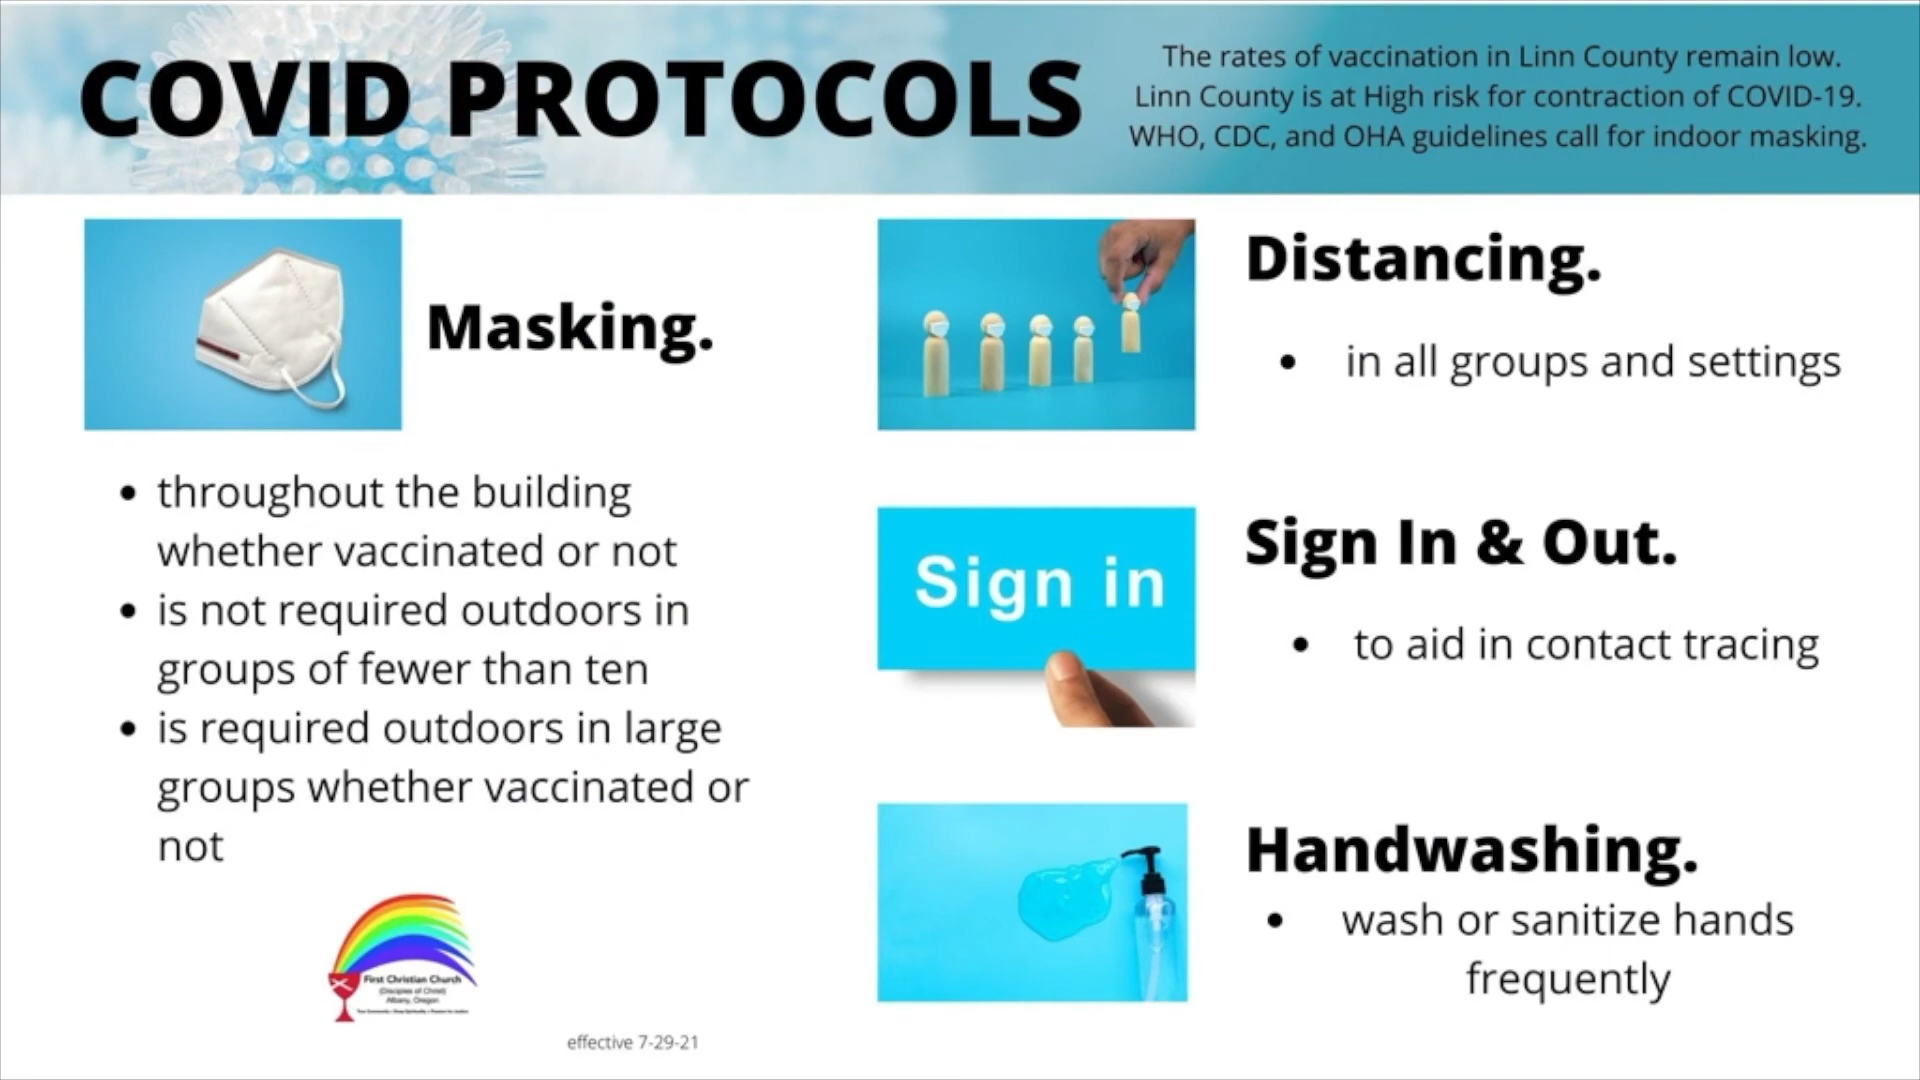 COVID PROTOCOLS
The rates of vaccination in Linn County remain low.
Linn County is at High risk for contraction of COVID-19.
WHO, CDC, and OHA guidelines call for indoor masking.
Masking.
• throughout the building
whether vaccinated or not
• is not required outdoors in
groups of fewer than ten
• is required outdoors in large
groups whether vaccinated or
not
First Christian Church
(Disciples of Christ)
Albany, Oregon
effective 7-29-21
Distancing.
• in all groups and settings
Sign in
Sign In & Out.
• to aid in contact tracing
Handwashing.
• wash or sanitize hands
frequently